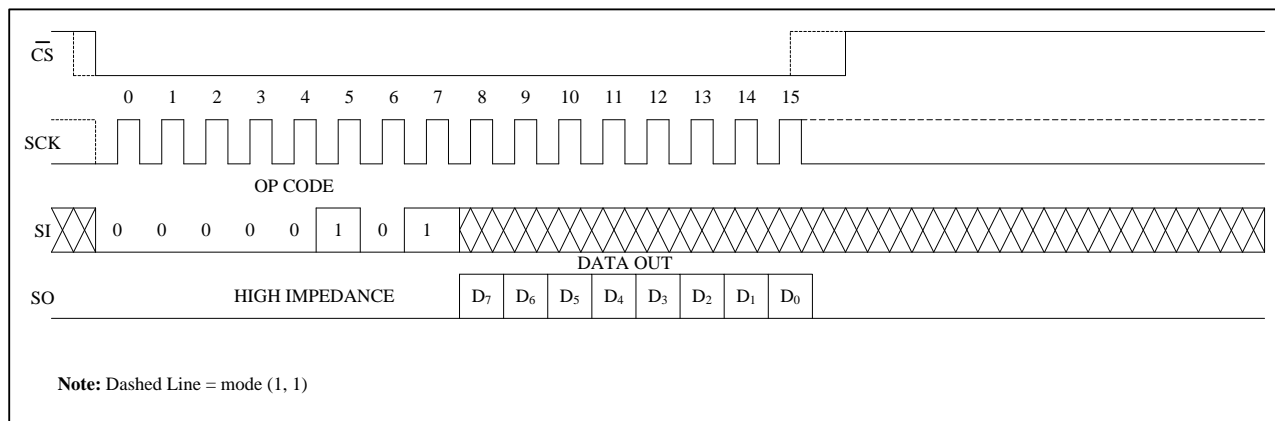 CS
0 1 2 3 4 5 6 7 8 9 10 11 12 13 14 15
SCK
OP CODE
SI 0 0 0 0 0 1 0 1
DATA OUT
SO HIGH IMPEDANCE D7 D6 D5 D4 D3 D2 D1 D0
Note: Dashed Line = mode (1, 1)